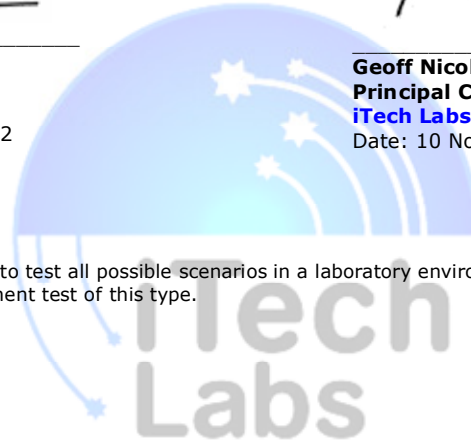 Geoff Nicol
Principal C
iTech Labs
2
Date: 10 No
to test all possible scenarios in a laboratory enviro
ent test of this type.
iTech
Labs